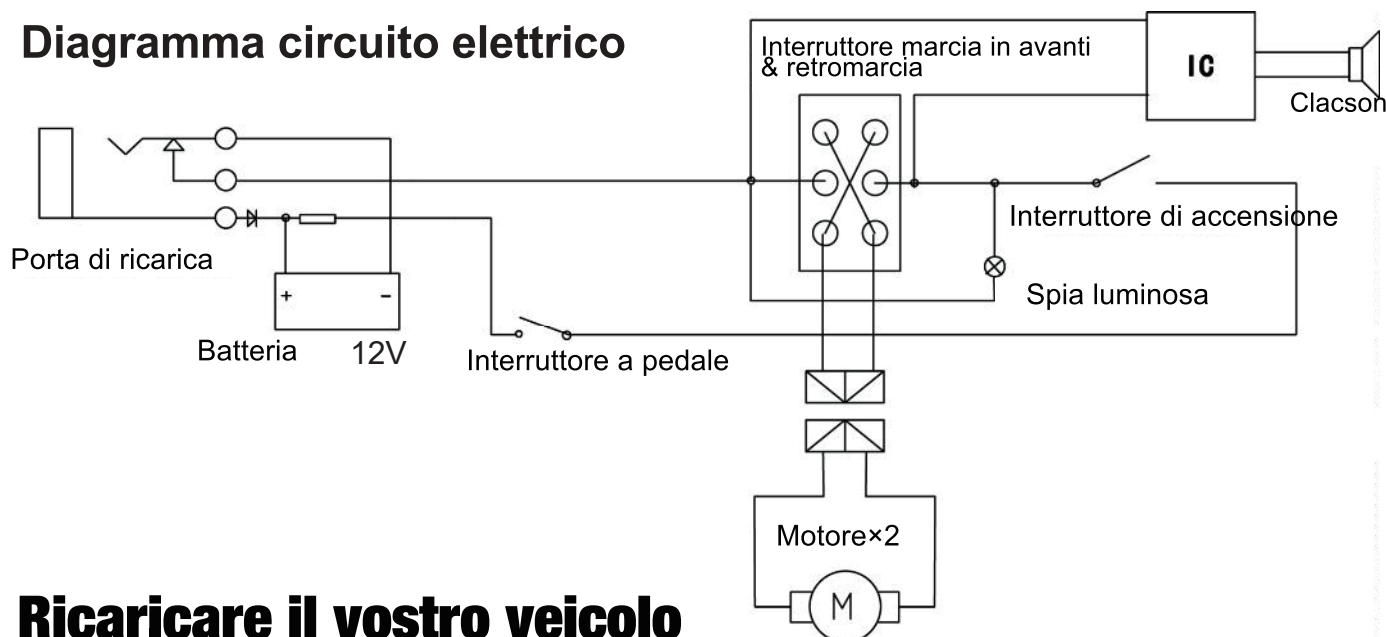 Diagramma circuito elettrico
Interruttore marcia in avanti
& retromarcia
IC
Clacson
Interruttore di accensione
Porta di ricarica
Spia luminosa
+ -
Batteria 12V
Interruttore a pedale
Motore×2
M
Ricaricare il vostro veicolo